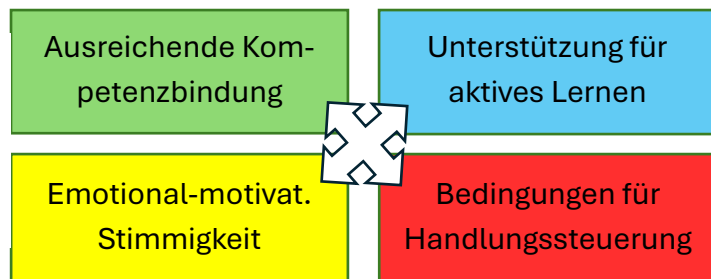 Ausreichende Kom-
petenzbindung
Unterstützung für
aktives Lernen
Emotional-motivat.
Stimmigkeit
Bedingungen für
Handlungssteuerung